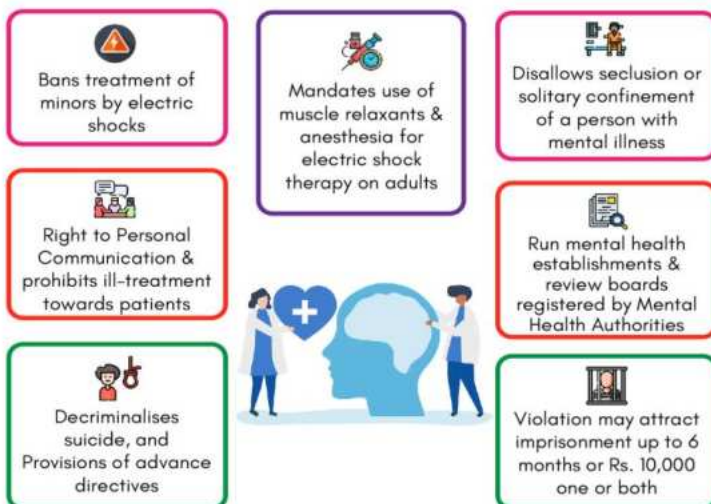 Bans treatment of
minors by electric
shocks
Mandates use of
muscle relaxants &
anesthesia for
electric shock
therapy on adults
Disallows seclusion or
solitary confinement
of a person with
mental illness
Right to Personal
Communication &
prohibits ill-treatment
towards patients
Run mental health
establishments &
review boards
registered by Mental
Health Authorities
Decriminalises
suicide, and
Provisions of advance
directives
Violation may attract
imprisonment up to 6
months or Rs. 10,000
one or both